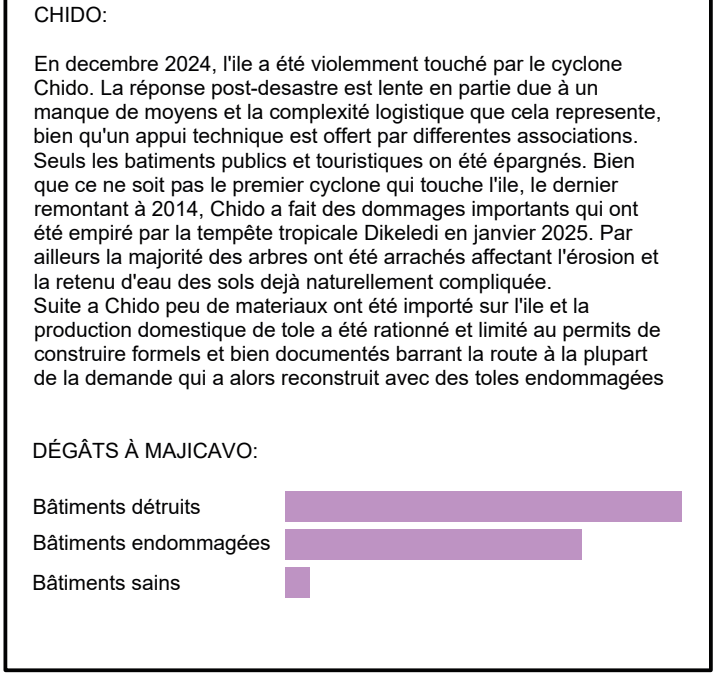 CHIDO:
En decembre 2024, l'ile a été violemment touché par le cyclone
Chido. La réponse post-desastre est lente en partie due à un
manque de moyens et la complexité logistique que cela represente,
bien qu'un appui technique est offert par differentes associations.
Seuls les batiments publics et touristiques on été épargnés. Bien
que ce ne soit pas le premier cyclone qui touche l'ile, le dernier
remontant à 2014, Chido a fait des dommages importants qui ont
été empiré par la tempête tropicale Dikeledi en janvier 2025. Par
ailleurs la majorité des arbres ont été arrachés affectant l'érosion et
la retenu d'eau des sols dejà naturellement compliquée.
Suite a Chido peu de materiaux ont été importé sur l'ile et la
production domestique de tole a été rationné et limité au permits de
construire formels et bien documentés barrant la route à la plupart
de la demande qui a alors reconstruit avec des toles endommagées
DÉGÂTS À MAJICAVO:
Bâtiments détruits
Bâtiments endommagées
Bâtiments sains